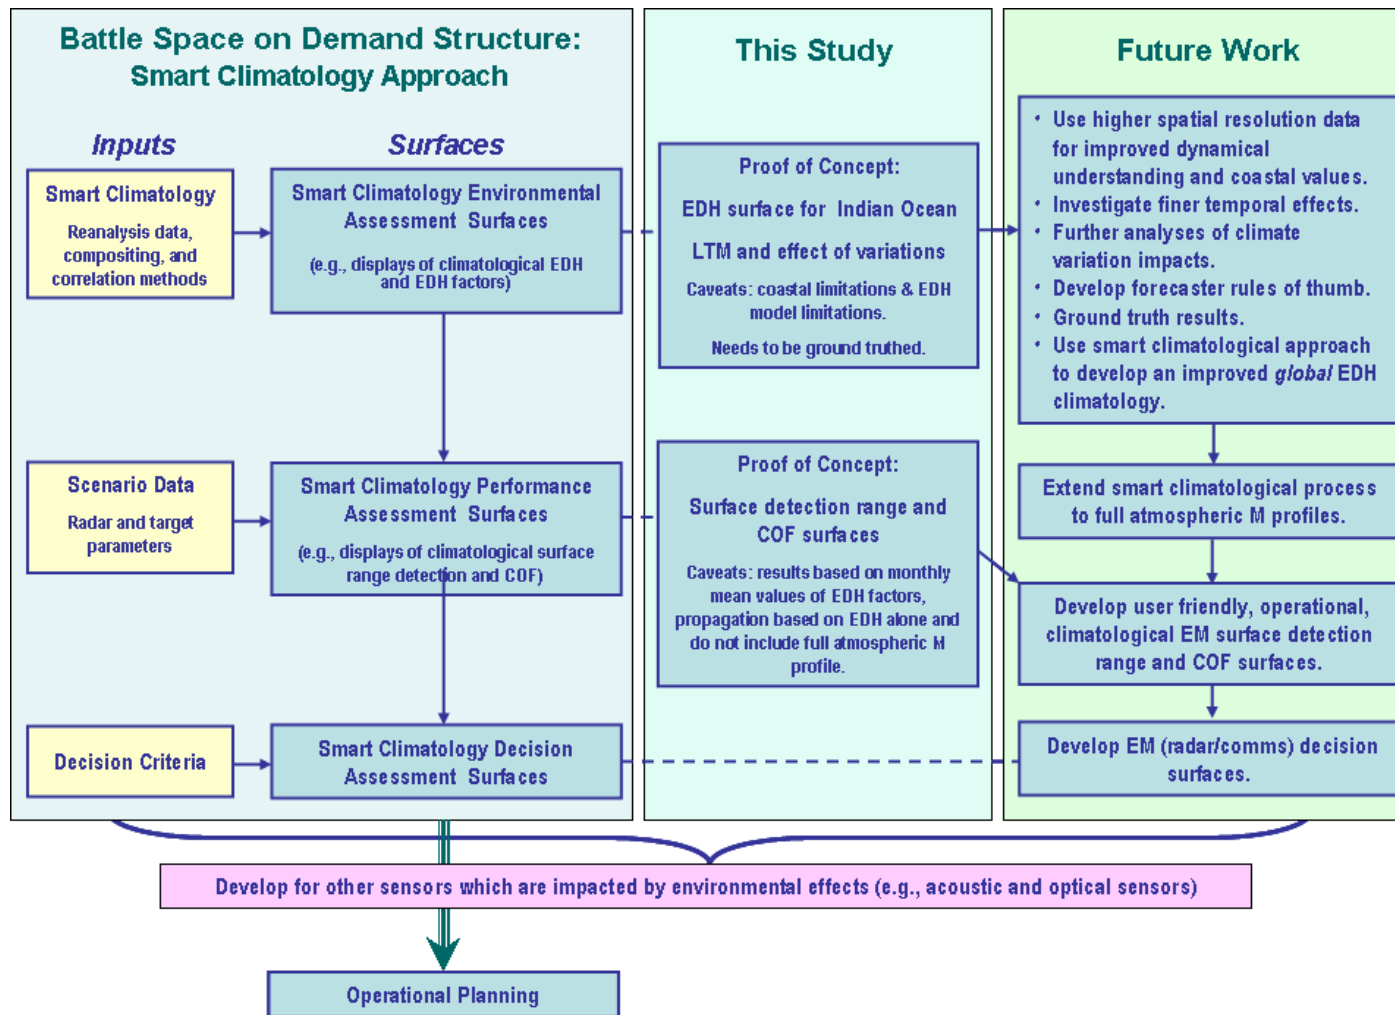 Battle Space on Demand Structure:
Smart Climatology Approach
Inputs
Surfaces
Smart Climatology
Reanalysis data,
compositing, and
correlation methods
Smart Climatology Environmental
Assessment Surfaces
(e.g., displays of climatological EDH
and EDH factors)
Scenario Data
Radar and target
parameters
Smart Climatology Performance
Assessment Surfaces
(e.g., displays of climatological surface
range detection and COF)
Decision Criteria
Smart Climatology Decision
Assessment Surfaces
This Study
Proof of Concept:
EDH surface for Indian Ocean
LTM and effect of variations
Caveats: coastal limitations & EDH
model limitations.
Needs to be ground truthed.
Proof of Concept:
Surface detection range and
COF surfaces
Caveats: results based on monthly
mean values of EDH factors,
propagation based on EDH alone and
do not include full atmospheric M
profile.
Future Work
• Use higher spatial resolution data
for improved dynamical
understanding and coastal values.
• Investigate finer temporal effects.
• Further analyses of climate
variation impacts.
• Develop forecaster rules of thumb.
• Ground truth results.
• Use smart climatological approach
to develop an improved global EDH
climatology.
Extend smart climatological process
to full atmospheric M profiles.
Develop user friendly, operational,
climatological EM surface detection
range and COF surfaces.
Develop EM (radar/comms) decision
surfaces.
Develop for other sensors which are impacted by environmental effects (e.g., acoustic and optical sensors)
Operational Planning